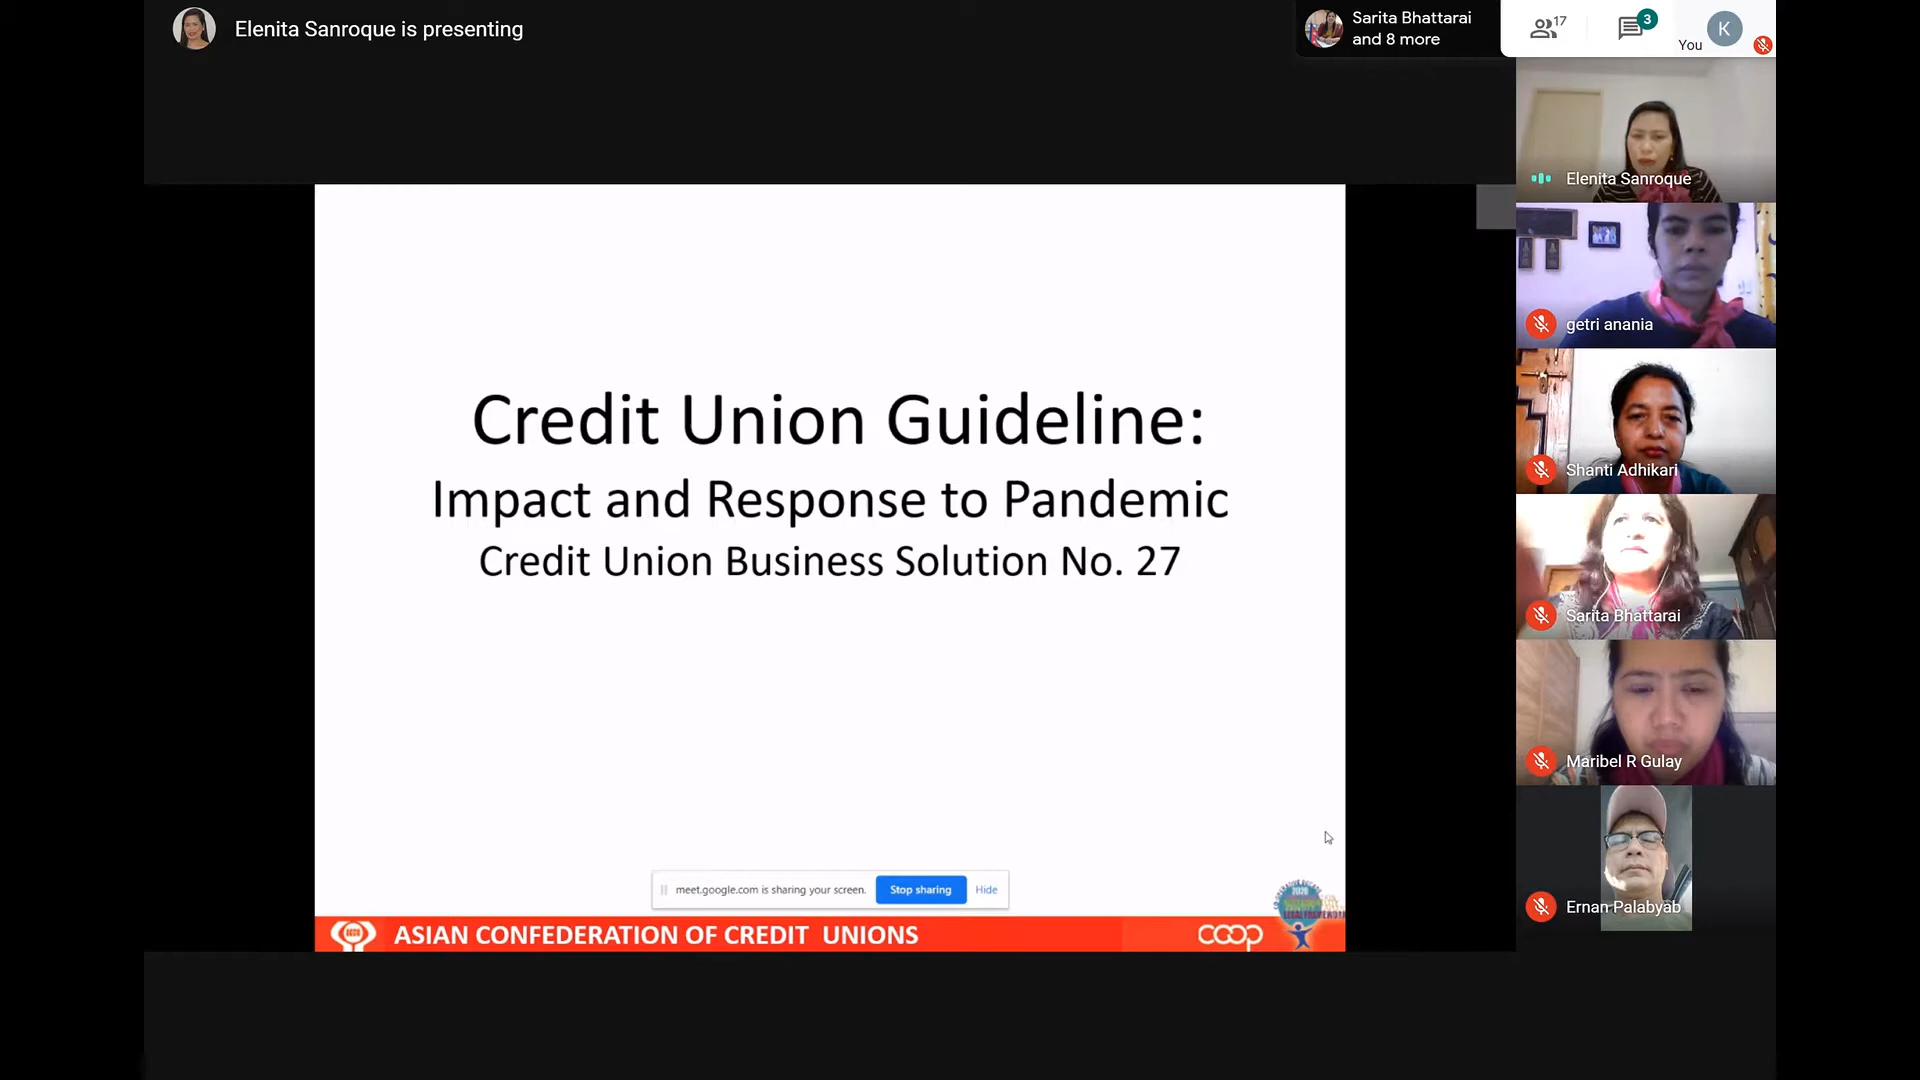 Elenita Sanroque is presenting
Sarita Bhattarai
and 8 more
17
3
You
K
Elenita Sanroque
getri anania
Shanti Adhikari
Sarita Bhattarai
Maribel R Gulay
Ernan Palabyab
Credit Union Guideline:
Impact and Response to Pandemic
Credit Union Business Solution No. 27
meet.google.com is sharing your screen.
Stop sharing
Hide
ASIAN CONFEDERATION OF CREDIT UNIONS
coop
2020